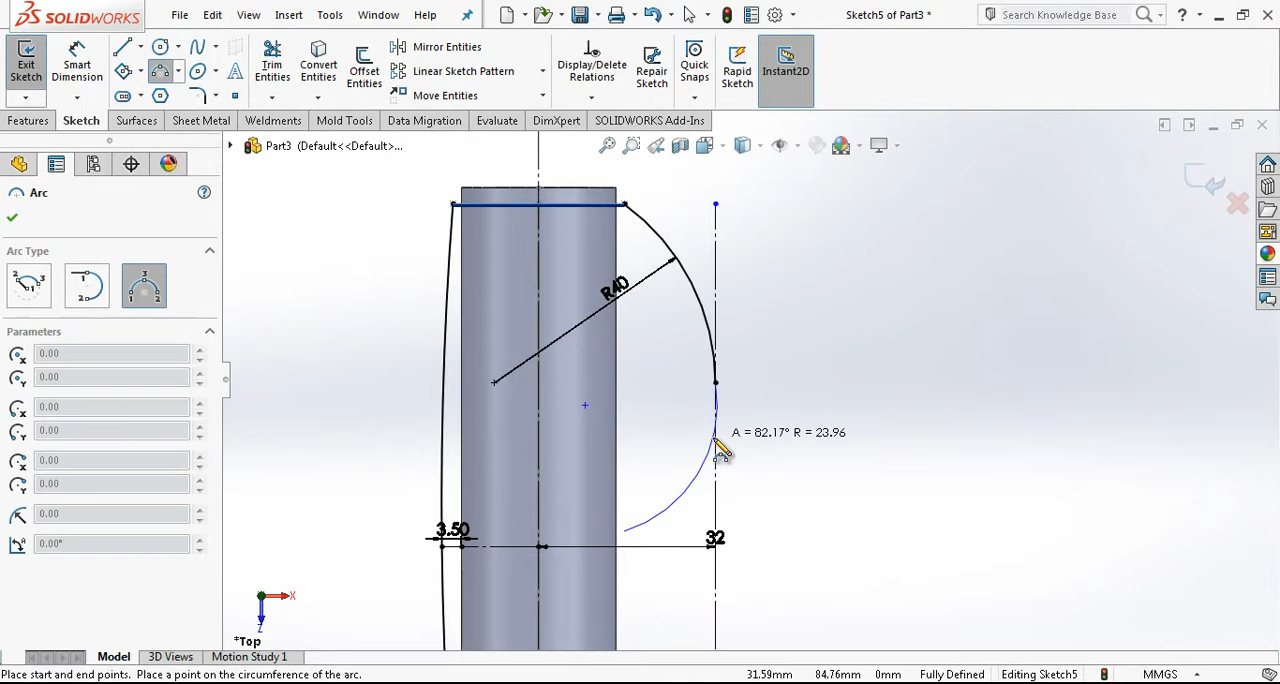 SOLIDWORKS
File Edit View Insert Tools Window Help
Sketch5 of Part3 *
Search Knowledge Base
?
Exit Sketch
Smart Dimension
Trim Entities
Convert Entities
Offset Entities
Mirror Entities
Linear Sketch Pattern
Move Entities
Display/Delete Relations
Repair Sketch
Quick Snaps
Rapid Sketch
Instant2D
Features Sketch Surfaces Sheet Metal Weldments Mold Tools Data Migration Evaluate DimXpert SOLIDWORKS Add-Ins
Part3 (Default<<Default>...
Arc
?
Arc Type
Parameters
0.00
0.00
0.00
0.00
0.00
0.00
0.00
0.00°
R40
A = 82.17° R = 23.96
3.50
32
X
Z
*Top
Model 3D Views Motion Study 1
Place start and end points. Place a point on the circumference of the arc.
31.59mm 84.76mm 0mm Fully Defined Editing Sketch5 MMGS